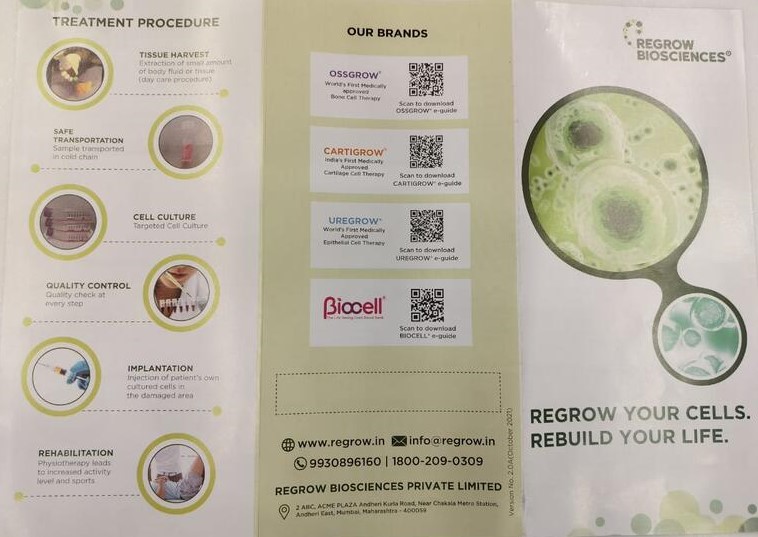 TREATMENT PROCEDURE
TISSUE HARVEST
Extraction of small amount
of body fluid or tissue
(day care procedure)
SAFE
TRANSPORTATION
Sample transported
in cold chain
CELL CULTURE
Targeted Cell Culture
QUALITY CONTROL
Quality check at
every step
IMPLANTATION
Injection of patient's own
cultured cells in
the damaged area
REHABILITATION
Physiotherapy leads
to increased activity
level and sports
OUR BRANDS
OSSGROW®
World's First Medically
approved
Bone Cell Therapy
Scan to download
OSSGROW® e-guide
CARTIGROW®
India's First Medically
Approved
Cartilage Cell Therapy
Scan to download
CARTIGROW® e-guide
UREGROW®
World's First Medically
Approved
Epithelial Cell Therapy
Scan to download
UREGROW® e-guide
Biocell®
Scan to download
BIOCELL® e-guide
www.regrow.in info@regrow.in
9930896160 | 1800-209-0309
REGROW BIOSCIENCES PRIVATE LIMITED
2 ABC, ACME PLAZA Andheri Kurla Road, Near Chakala Metro Station,
Andheri East, Mumbai, Maharashtra - 400059
Version No. 2.0A(October 2021)
REGROW
BIOSCIENCES®
REGROW YOUR CELLS.
REBUILD YOUR LIFE.